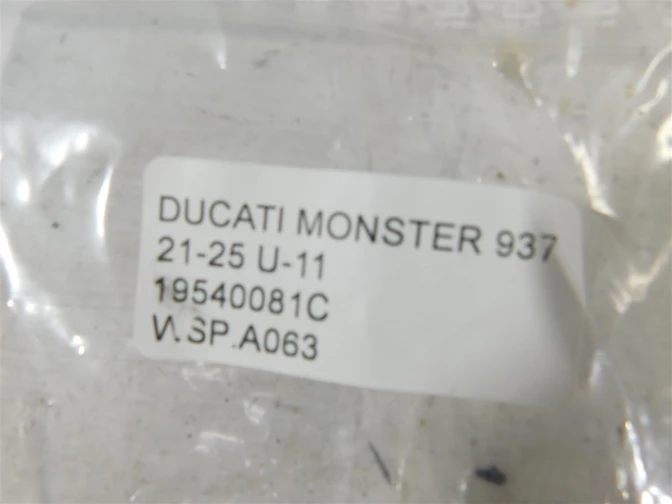 DUCATI MONSTER 937
21-25 U-11
19540081C
W.SP.A063